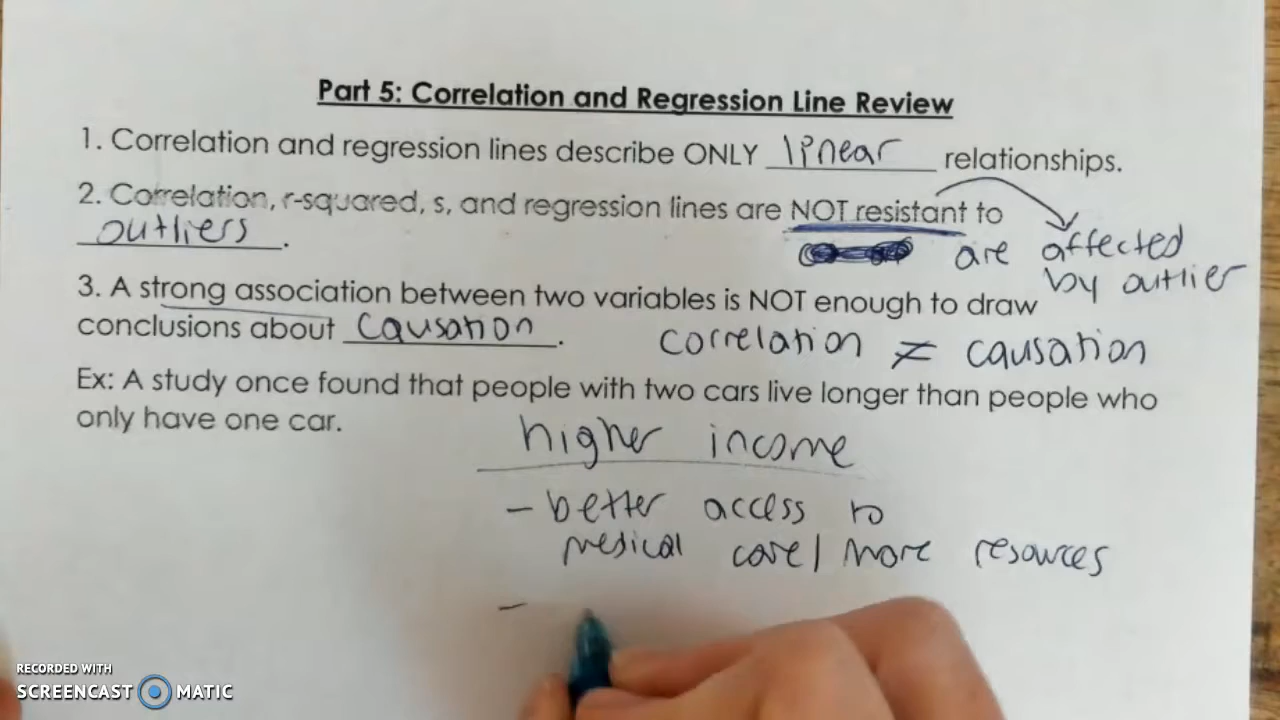 Part 5: Correlation and Regression Line Review
1. Correlation and regression lines describe ONLY linear relationships.
2. Correlation, r-squared, s, and regression lines are NOT resistant to
outliers.
are affected
by outlier
3. A strong association between two variables is NOT enough to draw
conclusions about causation.
correlation ≠ causation
Ex: A study once found that people with two cars live longer than people who
only have one car.
higher income
- better access to
medical care/more resources
-
RECORDED WITH
SCREENCAST MATIC